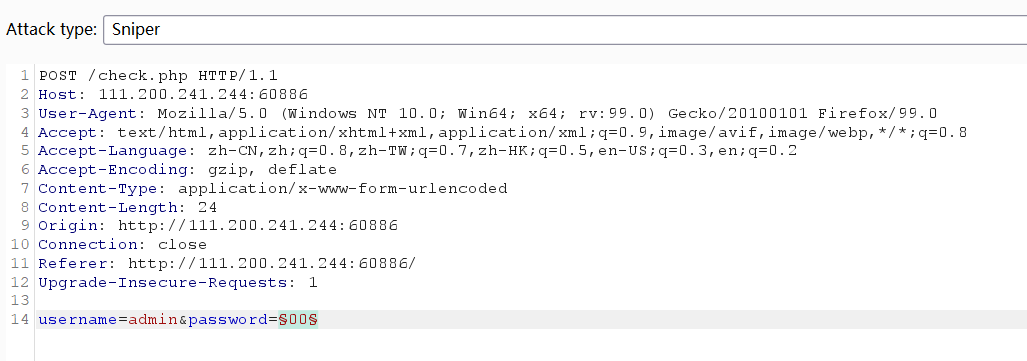 Attack type: Sniper
1 POST /check.php HTTP/1.1
2 Host: 111.200.241.244:60886
3 User-Agent: Mozilla/5.0 (Windows NT 10.0; Win64; x64; rv:99.0) Gecko/20100101 Firefox/99.0
4 Accept: text/html,application/xhtml+xml,application/xml;q=0.9,image/avif,image/webp,*/*;q=0.8
5 Accept-Language: zh-CN,zh;q=0.8,zh-TW;q=0.7,zh-HK;q=0.5,en-US;q=0.3,en;q=0.2
6 Accept-Encoding: gzip, deflate
7 Content-Type: application/x-www-form-urlencoded
8 Content-Length: 24
9 Origin: http://111.200.241.244:60886
10 Connection: close
11 Referer: http://111.200.241.244:60886/
12 Upgrade-Insecure-Requests: 1
13
14 username=admin&password=§00§